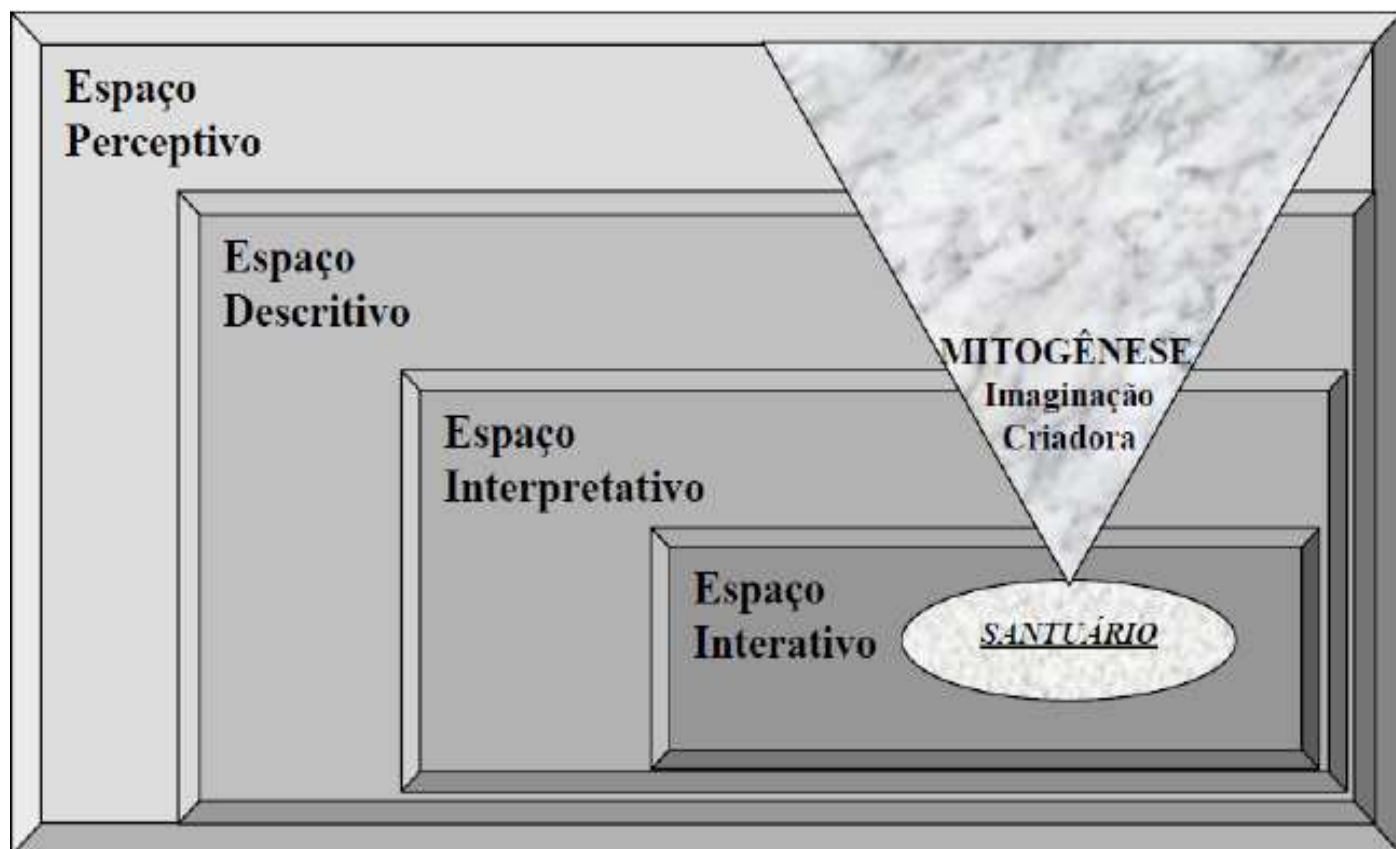 Espaço
Perceptivo
Espaço
Descritivo
MITOGÊNESE
Imaginação
Criadora
Espaço
Interpretativo
Espaço
Interativo
SANTUÁRIO